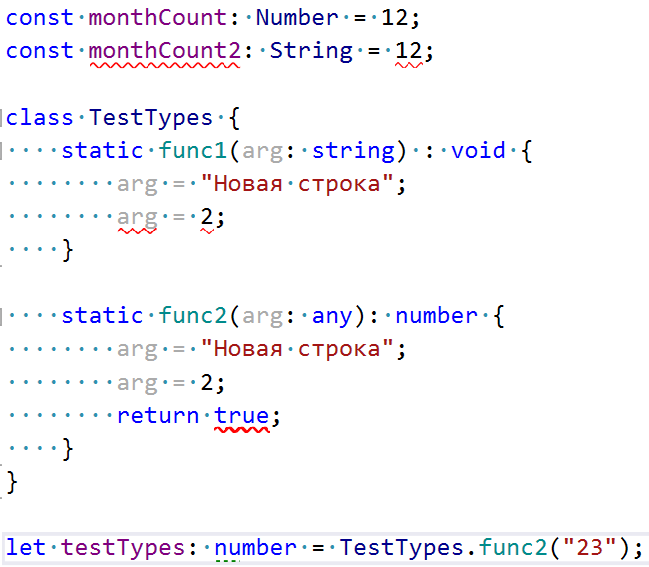 const monthCount: Number = 12;
const monthCount2: String = 12;
class TestTypes {
static func1(arg: string) : void {
arg = "Новая строка";
arg = 2;
}
static func2(arg: any): number {
arg = "Новая строка";
arg = 2;
return true;
}
}
let testTypes: number = TestTypes.func2("23");